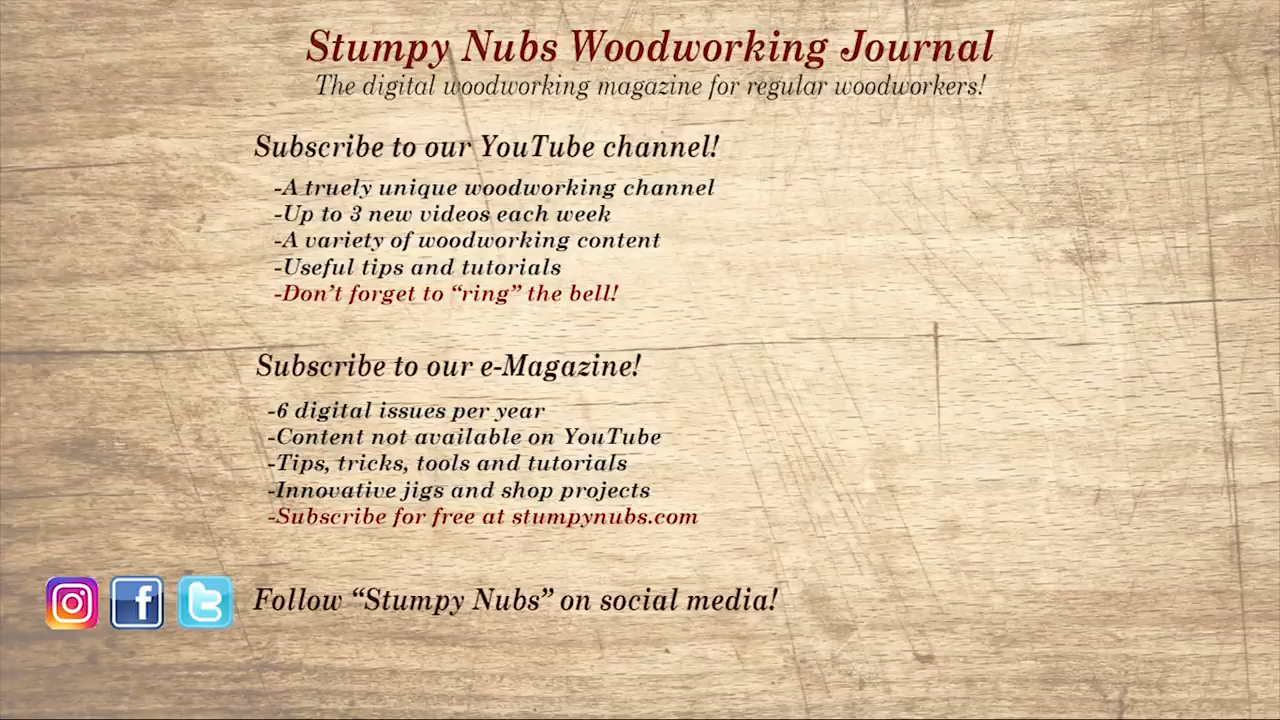 Stumpy Nubs Woodworking Journal
The digital woodworking magazine for regular woodworkers!
Subscribe to our YouTube channel!
-A truely unique woodworking channel
-Up to 3 new videos each week
-A variety of woodworking content
-Useful tips and tutorials
-Don't forget to “ring” the bell!
Subscribe to our e-Magazine!
-6 digital issues per year
-Content not available on YouTube
-Tips, tricks, tools and tutorials
-Innovative jigs and shop projects
-Subscribe for free at stumpynubs.com
Follow “Stumpy Nubs” on social media!